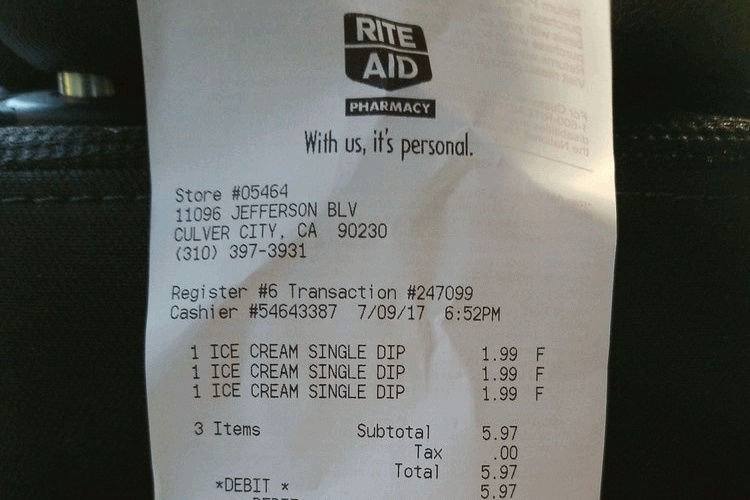 RITE
AID
PHARMACY
With us, it's personal.
Store #05464
11096 JEFFERSON BLV
CULVER CITY, CA 90230
(310) 397-3931
Register #6 Transaction #247099
Cashier #54643387 7/09/17 6:52PM
1 ICE CREAM SINGLE DIP 1.99 F
1 ICE CREAM SINGLE DIP 1.99 F
1 ICE CREAM SINGLE DIP 1.99 F
3 Items Subtotal 5.97
Tax .00
Total 5.97
*DEBIT * 5.97